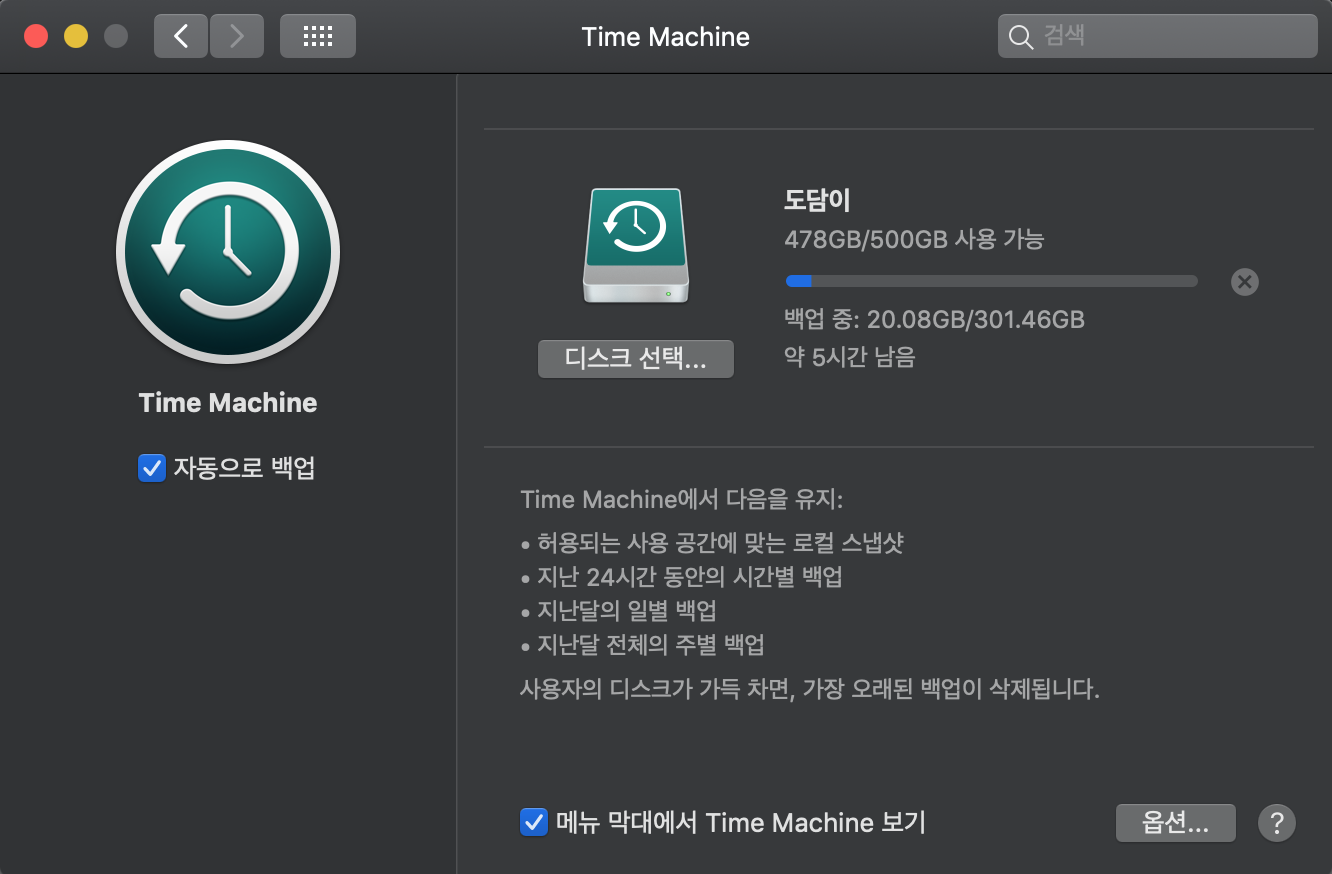 Time Machine
검색
Time Machine
자동으로 백업
도담이
478GB/500GB 사용 가능
백업 중: 20.08GB/301.46GB
약 5시간 남음
디스크 선택...
Time Machine에서 다음을 유지:
• 허용되는 사용 공간에 맞는 로컬 스냅샷
• 지난 24시간 동안의 시간별 백업
• 지난달의 일별 백업
• 지난달 전체의 주별 백업
사용자의 디스크가 가득 차면, 가장 오래된 백업이 삭제됩니다.
메뉴 막대에서 Time Machine 보기
옵션...
?